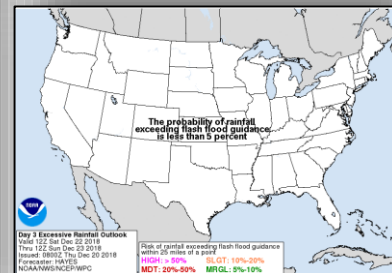 The probability of rainfall
exceeding flash flood guidance
is less than 5 percent
NOAA
Day 3 Excessive Rainfall Outlook
Valid 12Z Sat Dec 22 2018
Thru 12Z Sun Dec 23 2018
Issued: 0800Z Thu Dec 20 2018
Forecaster: HAYES
NOAA/NWS/NCEP/WPC
Risk of rainfall exceeding flash flood guidance
within 25 miles of a point
HIGH: > 50% SLGT: 10%-20%
MDT: 20%-50% MRGL: 5%-10%